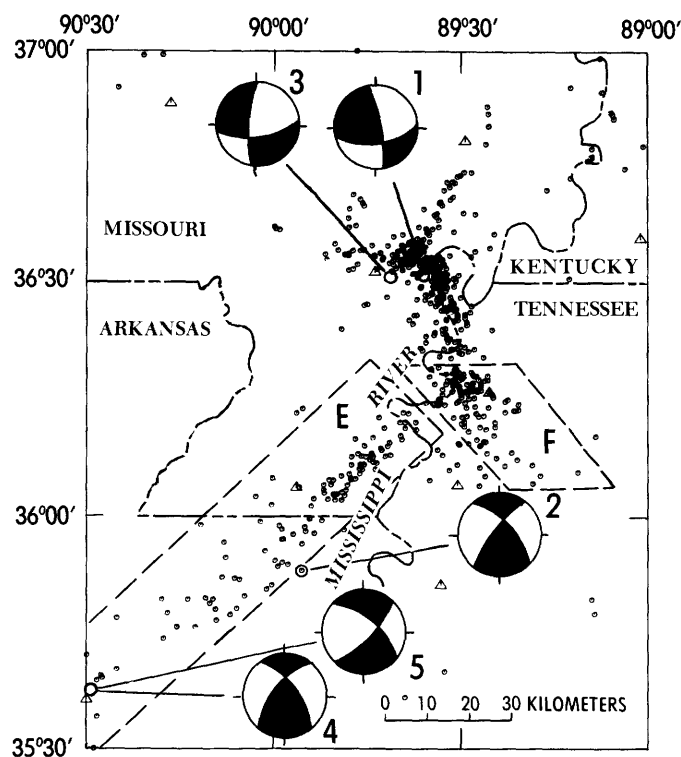 90°30′ 90°00′ 89°30′ 89°00′
37°00′
3 1
MISSOURI
36°30′
KENTUCKY
TENNESSEE
ARKANSAS
RIVER
E
F
MISSISSIPPI
36°00′
2
5
4
0 5 10 20 30 KILOMETERS
35°30′